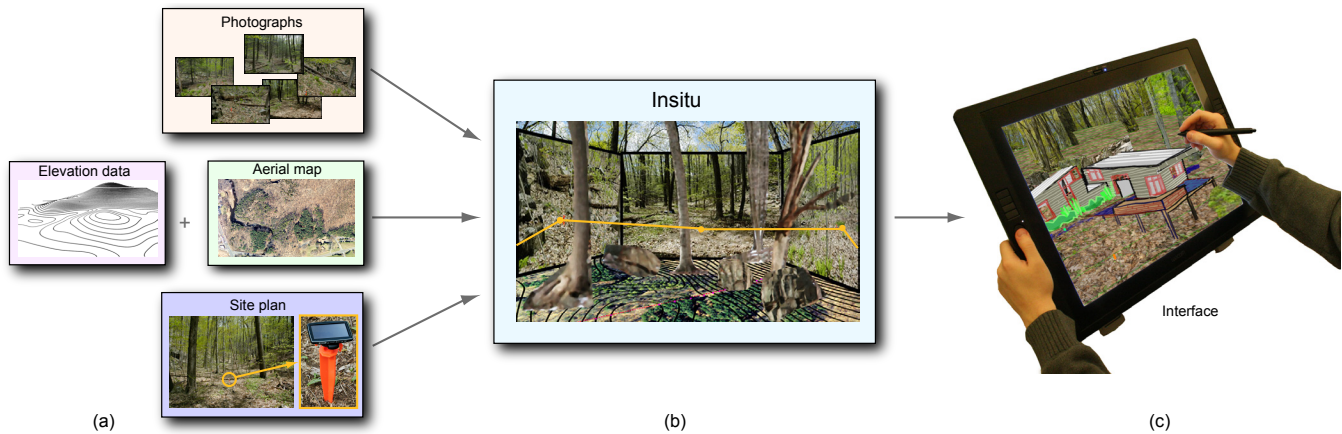 Photographs
Elevation data
+
Aerial map
Site plan
Insitu
Interface
(a)
(b)
(c)